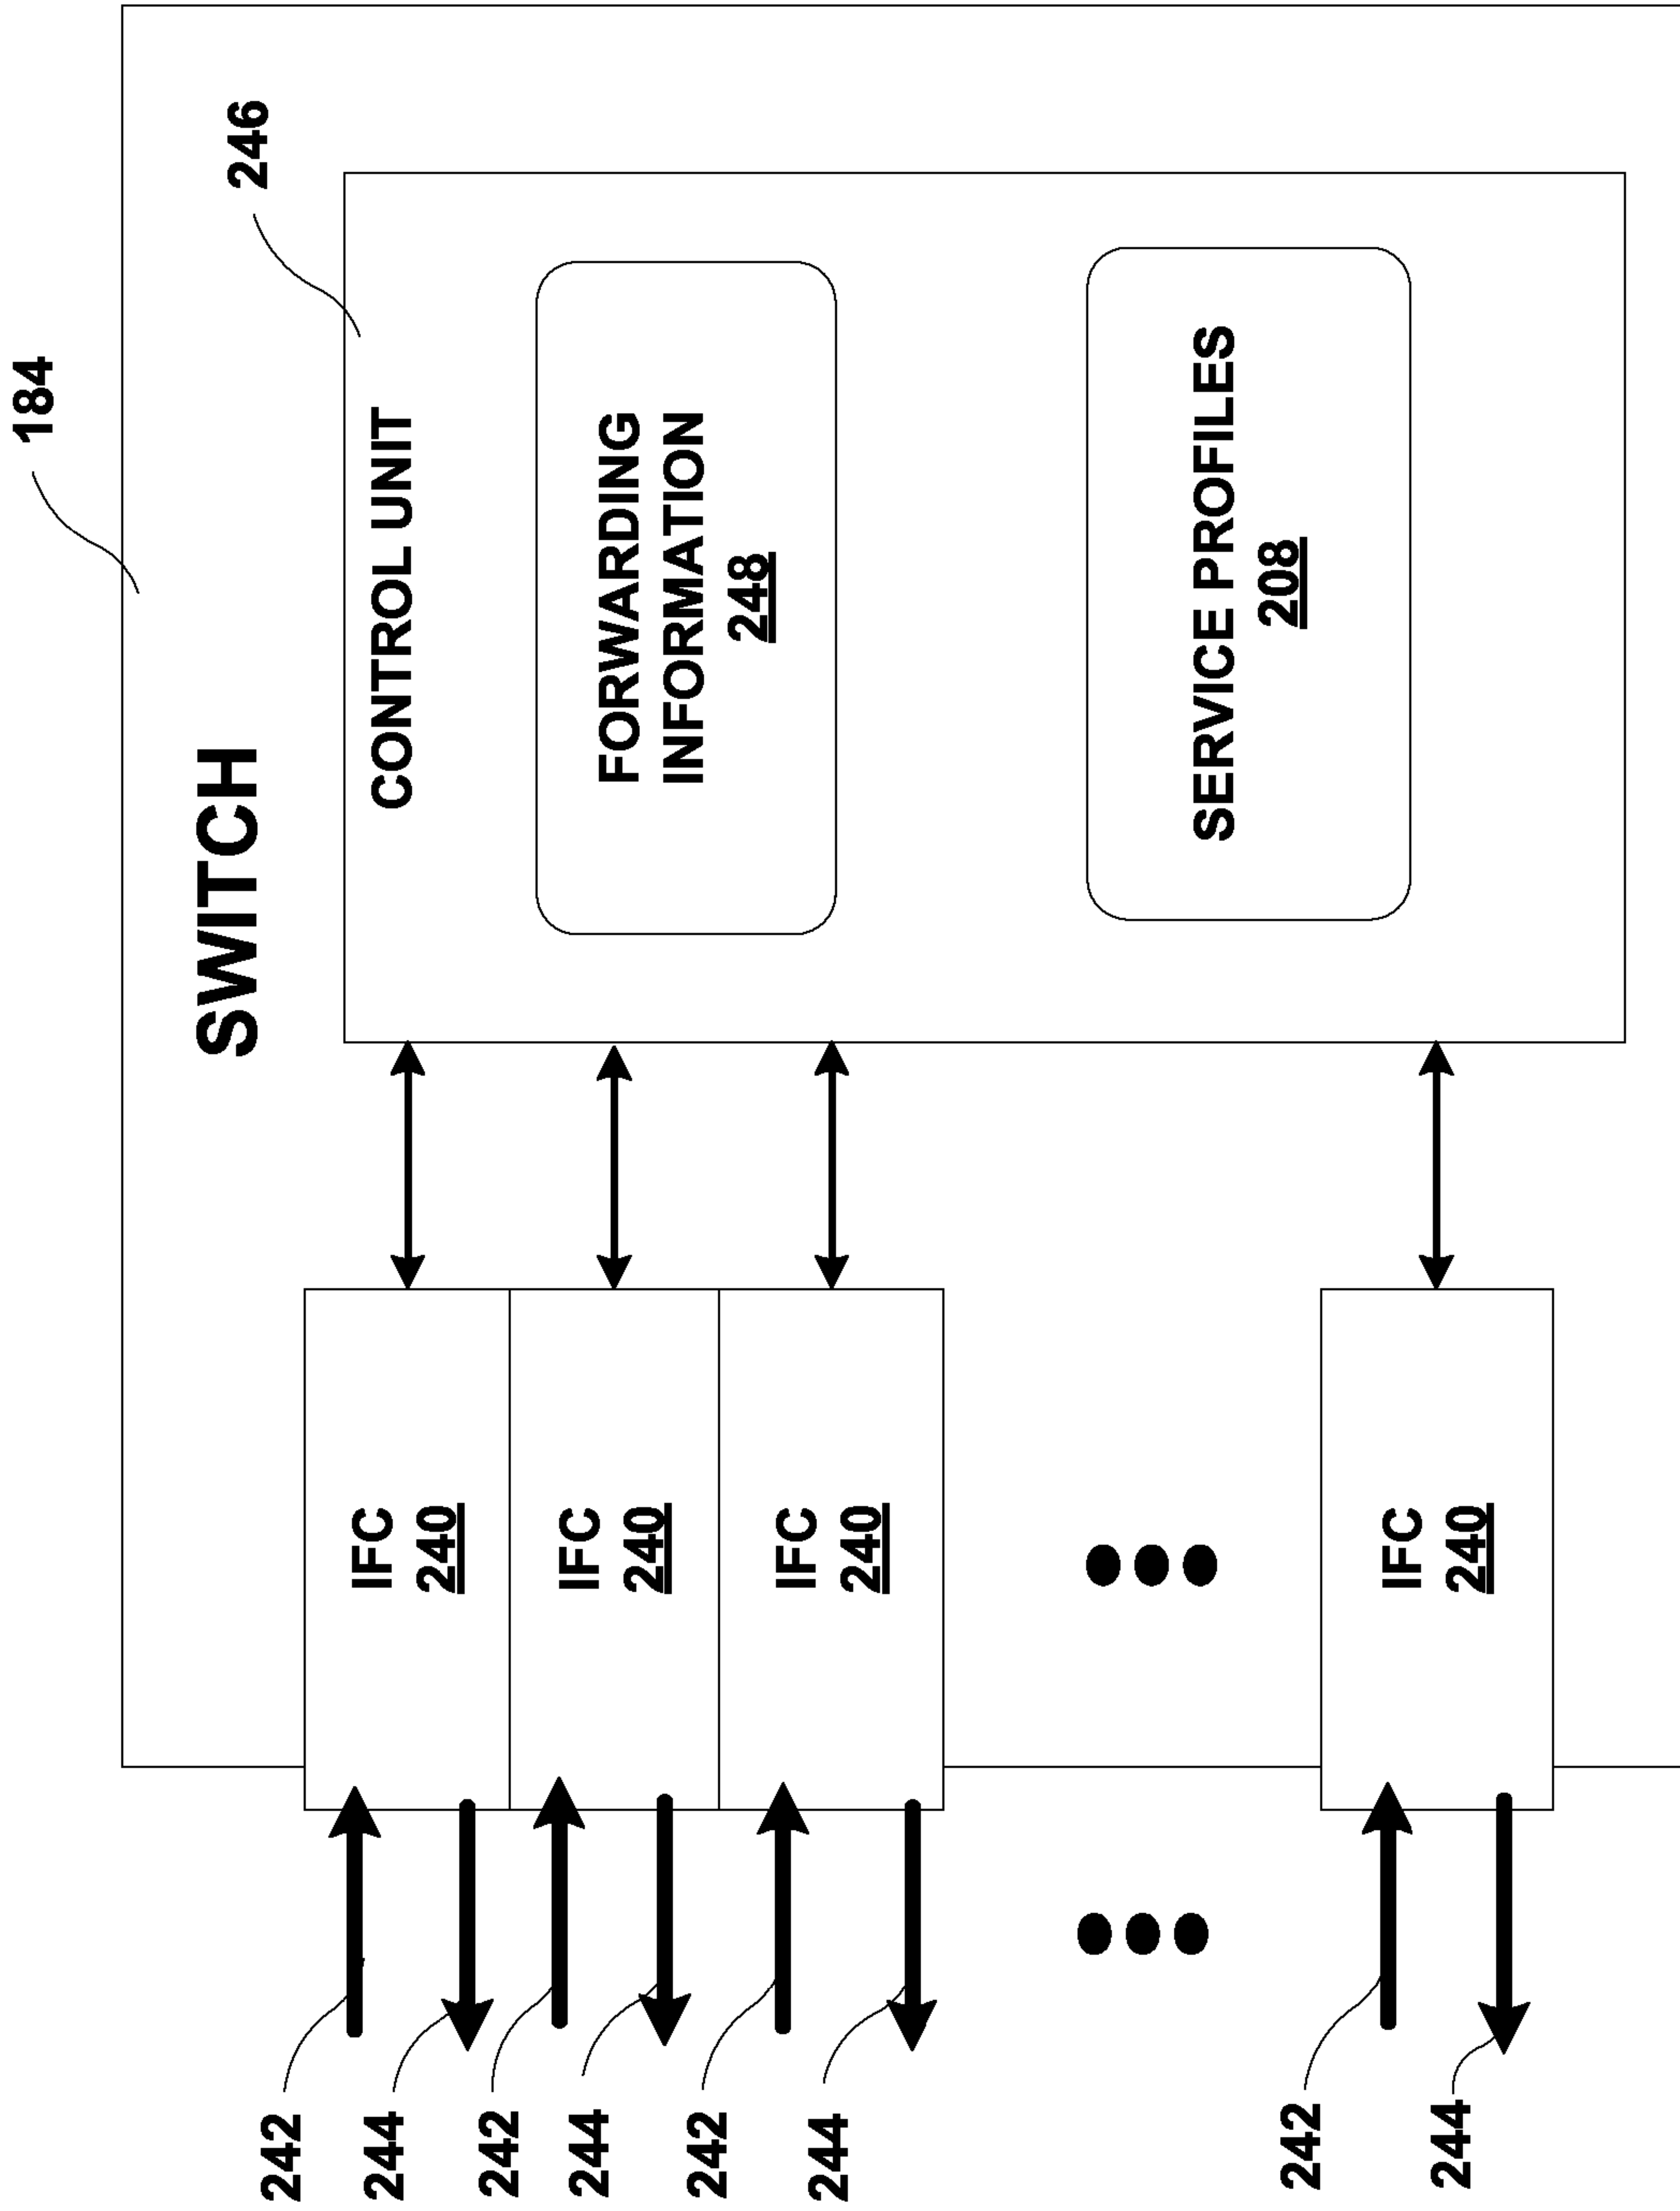 184
SWITCH
246
CONTROL UNIT
FORWARDING
INFORMATION
248
SERVICE PROFILES
208
IFC
240
IFC
240
IFC
240
IFC
240
242
244
242
244
242
244
242
244